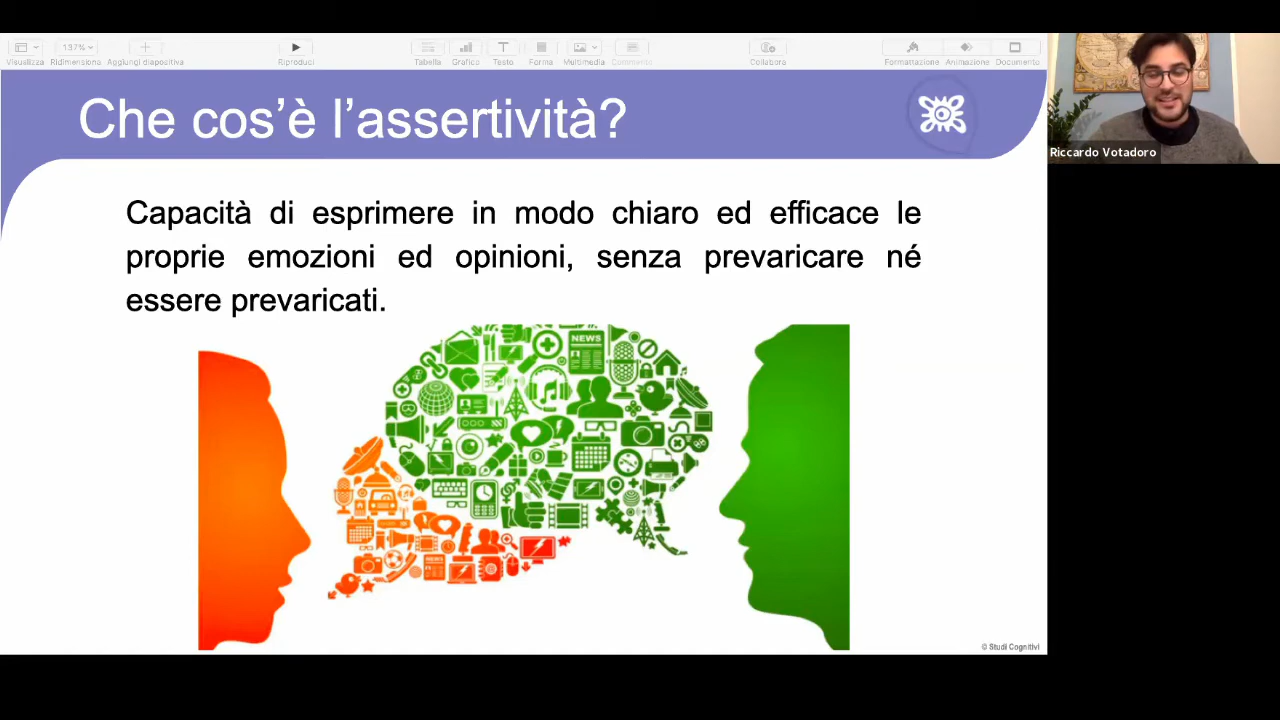 137%
Visualizza Ridimensiona Aggiungi diapositiva Riproduci Tabella Grafico Testo Forma Multimedia Commento Collabora Formattazione Animazione Documento
Che cos’è l’assertività?
Riccardo Votadoro
Capacità di esprimere in modo chiaro ed efficace le
proprie emozioni ed opinioni, senza prevaricare né
essere prevaricati.
NEWS
NEWS
© Studi Cognitivi